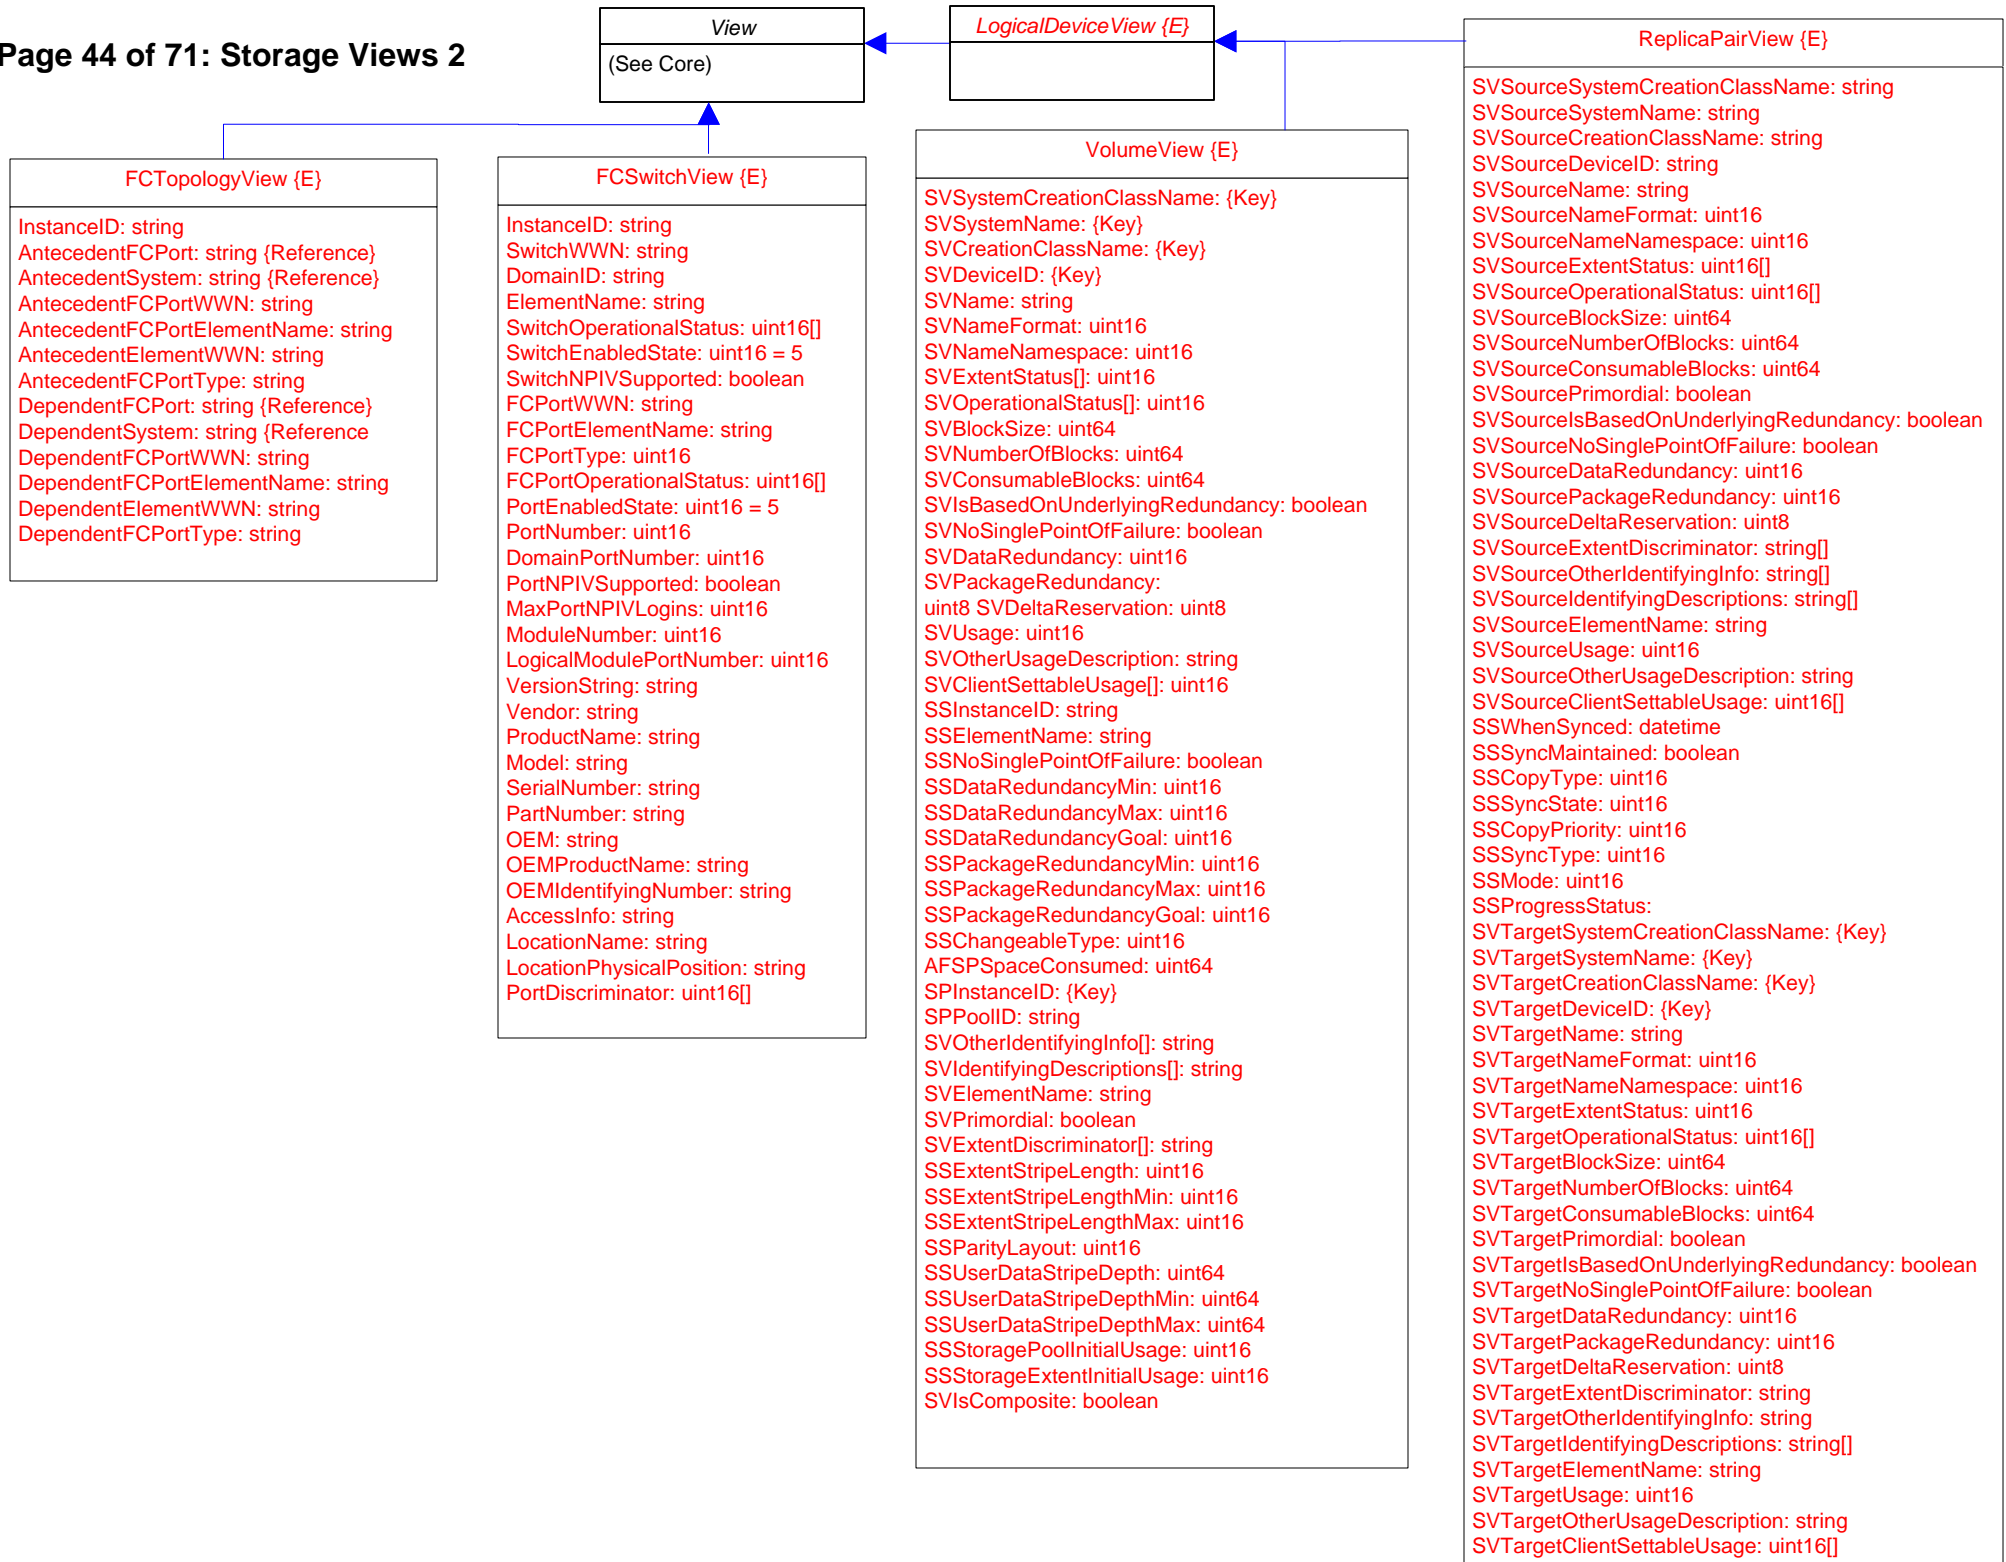 Page 44 of 71: Storage Views 2
View
(See Core)
LogicalDeviceView {E}
FCTopologyView {E}
InstanceID: string
AntecedentFCPort: string {Reference}
AntecedentSystem: string {Reference}
AntecedentFCPortWWN: string
AntecedentFCPortElementName: string
AntecedentElementWWN: string
AntecedentFCPortType: string
DependentFCPort: string {Reference}
DependentSystem: string {Reference
DependentFCPortWWN: string
DependentFCPortElementName: string
DependentElementWWN: string
DependentFCPortType: string
FCSwitchView {E}
InstanceID: string
SwitchWWN: string
DomainID: string
ElementName: string
SwitchOperationalStatus: uint16[]
SwitchEnabledState: uint16 = 5
SwitchNPIVSupported: boolean
FCPortWWN: string
FCPortElementName: string
FCPortType: uint16
FCPortOperationalStatus: uint16[]
PortEnabledState: uint16 = 5
PortNumber: uint16
DomainPortNumber: uint16
PortNPIVSupported: boolean
MaxPortNPIVLogins: uint16
ModuleNumber: uint16
LogicalModulePortNumber: uint16
VersionString: string
Vendor: string
ProductName: string
Model: string
SerialNumber: string
PartNumber: string
OEM: string
OEMProductName: string
OEMIdentifyingNumber: string
AccessInfo: string
LocationName: string
LocationPhysicalPosition: string
PortDiscriminator: uint16[]
VolumeView {E}
SVSystemCreationClassName: {Key}
SVSystemName: {Key}
SVCreationClassName: {Key}
SVDeviceID: {Key}
SVName: string
SVNameFormat: uint16
SVNameNamespace: uint16
SVExtentStatus[]: uint16
SVOperationalStatus[]: uint16
SVBlockSize: uint64
SVNumberOfBlocks: uint64
SVConsumableBlocks: uint64
SVIsBasedOnUnderlyingRedundancy: boolean
SVNoSinglePointOfFailure: boolean
SVDataRedundancy: uint16
SVPackageRedundancy:
uint8 SVDeltaReservation: uint8
SVUsage: uint16
SVOtherUsageDescription: string
SVClientSettableUsage[]: uint16
SSInstanceID: string
SSElementName: string
SSNoSinglePointOfFailure: boolean
SSDataRedundancyMin: uint16
SSDataRedundancyMax: uint16
SSDataRedundancyGoal: uint16
SSPackageRedundancyMin: uint16
SSPackageRedundancyMax: uint16
SSPackageRedundancyGoal: uint16
SSChangeableType: uint16
AFSPSpaceConsumed: uint64
SPInstanceID: {Key}
SPPoolID: string
SVOtherIdentifyingInfo[]: string
SVIdentifyingDescriptions[]: string
SVElementName: string
SVPrimordial: boolean
SVExtentDiscriminator[]: string
SSExtentStripeLength: uint16
SSExtentStripeLengthMin: uint16
SSExtentStripeLengthMax: uint16
SSParityLayout: uint16
SSUserDataStripeDepth: uint64
SSUserDataStripeDepthMin: uint64
SSUserDataStripeDepthMax: uint64
SSStoragePoolInitialUsage: uint16
SSStorageExtentInitialUsage: uint16
SVIsComposite: boolean
ReplicaPairView {E}
SVSourceSystemCreationClassName: string
SVSourceSystemName: string
SVSourceCreationClassName: string
SVSourceDeviceID: string
SVSourceName: string
SVSourceNameFormat: uint16
SVSourceNameNamespace: uint16
SVSourceExtentStatus: uint16[]
SVSourceOperationalStatus: uint16[]
SVSourceBlockSize: uint64
SVSourceNumberOfBlocks: uint64
SVSourceConsumableBlocks: uint64
SVSourcePrimordial: boolean
SVSourceIsBasedOnUnderlyingRedundancy: boolean
SVSourceNoSinglePointOfFailure: boolean
SVSourceDataRedundancy: uint16
SVSourcePackageRedundancy: uint16
SVSourceDeltaReservation: uint8
SVSourceExtentDiscriminator: string[]
SVSourceOtherIdentifyingInfo: string[]
SVSourceIdentifyingDescriptions: string[]
SVSourceElementName: string
SVSourceUsage: uint16
SVSourceOtherUsageDescription: string
SVSourceClientSettableUsage: uint16[]
SSWhenSynced: datetime
SSSyncMaintained: boolean
SSCopyType: uint16
SSSyncState: uint16
SSCopyPriority: uint16
SSSyncType: uint16
SSMode: uint16
SSProgressStatus:
SVTargetSystemCreationClassName: {Key}
SVTargetSystemName: {Key}
SVTargetCreationClassName: {Key}
SVTargetDeviceID: {Key}
SVTargetName: string
SVTargetNameFormat: uint16
SVTargetNameNamespace: uint16
SVTargetExtentStatus: uint16
SVTargetOperationalStatus: uint16[]
SVTargetBlockSize: uint64
SVTargetNumberOfBlocks: uint64
SVTargetConsumableBlocks: uint64
SVTargetPrimordial: boolean
SVTargetIsBasedOnUnderlyingRedundancy: boolean
SVTargetNoSinglePointOfFailure: boolean
SVTargetDataRedundancy: uint16
SVTargetPackageRedundancy: uint16
SVTargetDeltaReservation: uint8
SVTargetExtentDiscriminator: string
SVTargetOtherIdentifyingInfo: string
SVTargetIdentifyingDescriptions: string[]
SVTargetElementName: string
SVTargetUsage: uint16
SVTargetOtherUsageDescription: string
SVTargetClientSettableUsage: uint16[]